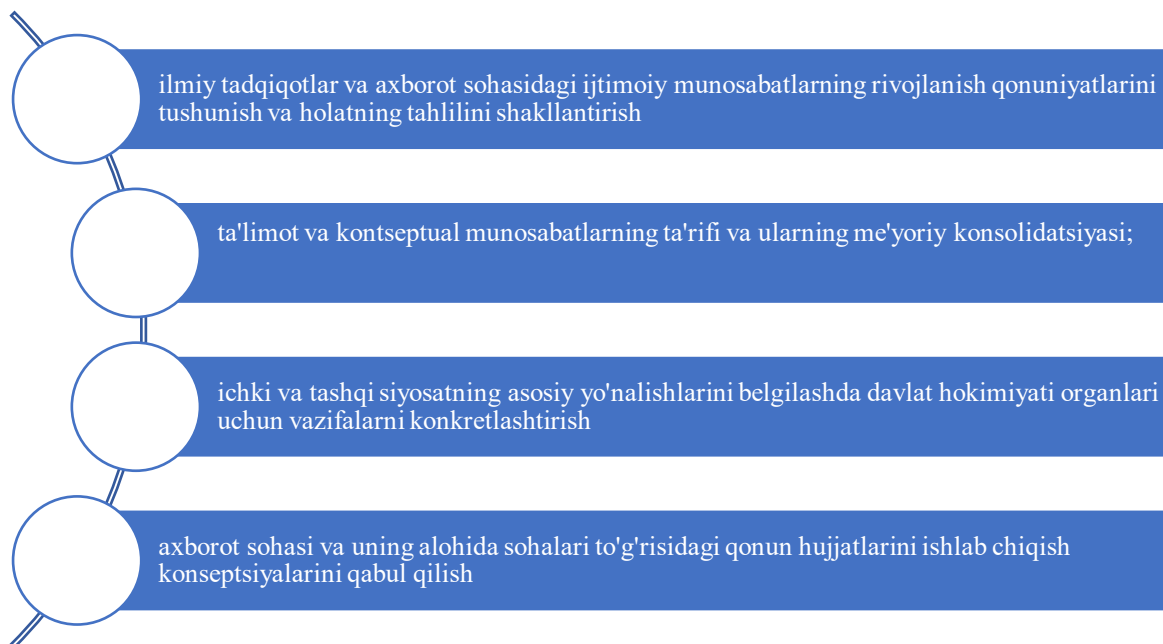 ilmiy tadqiqotlar va axborot sohasidagi ijtimoiy munosabatlarning rivojlanish qonuniyatlarini
tushunish va holatning tahlilini shakllantirish
ta'limot va kontseptual munosabatlarning ta'rifi va ularning me'yoriy konsolidatsiyasi;
ichki va tashqi siyosatning asosiy yo'nalishlarini belgilashda davlat hokimiyati organlari
uchun vazifalarni konkretlashtirish
axborot sohasi va uning alohida sohalari to'g'risidagi qonun hujjatlarini ishlab chiqish
konseptsiyalarini qabul qilish